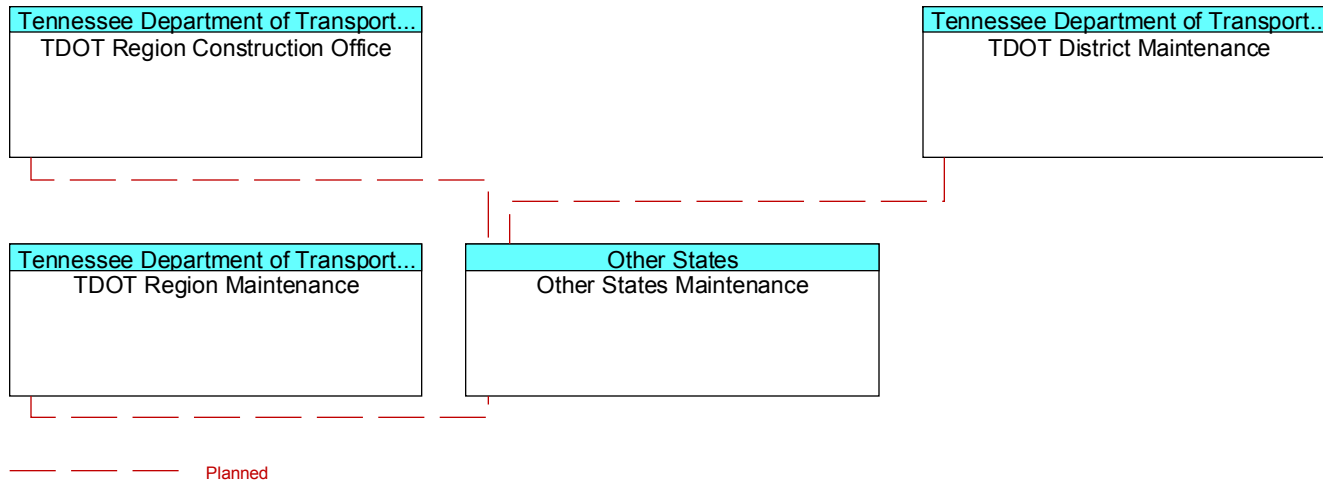 Tennessee Department of Transport...
TDOT Region Construction Office
Tennessee Department of Transport...
TDOT District Maintenance
Tennessee Department of Transport...
TDOT Region Maintenance
Other States
Other States Maintenance
Planned